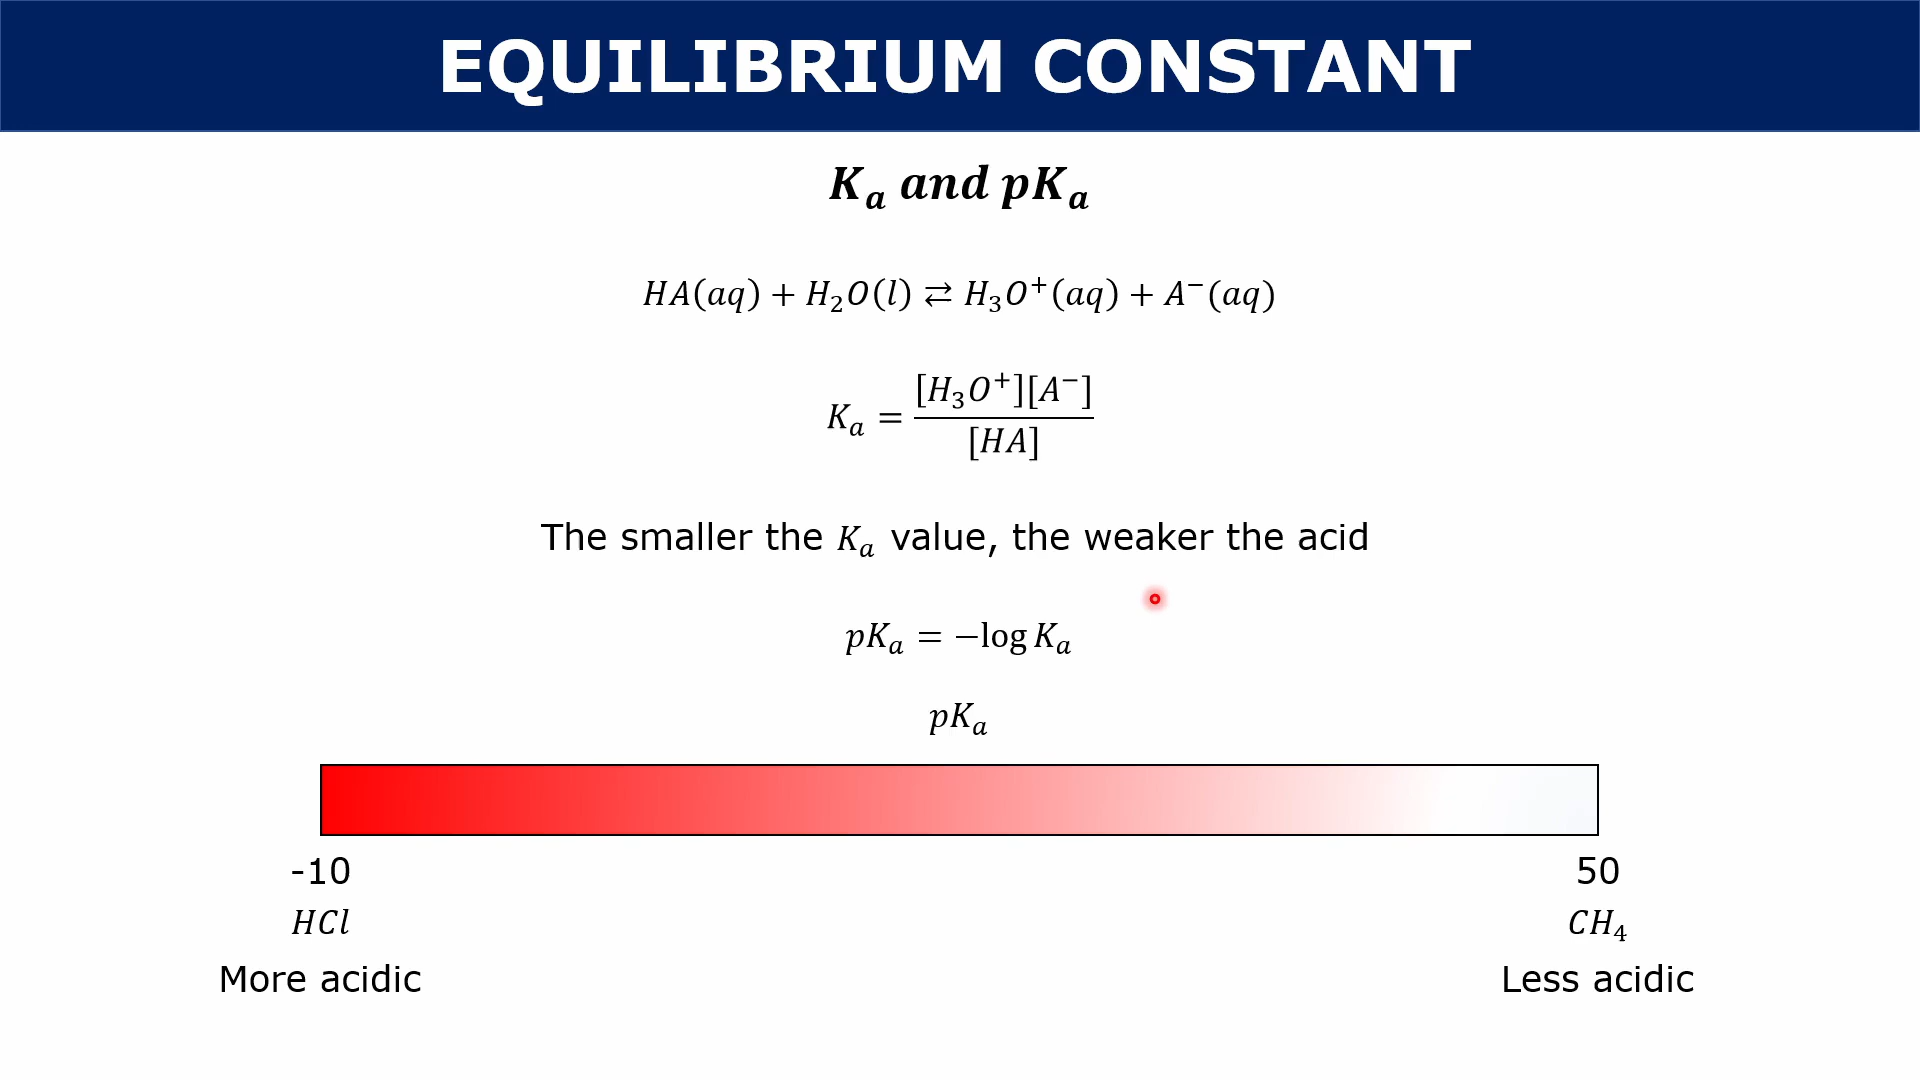 EQUILIBRIUM CONSTANT
Kₐ and pKₐ
HA(aq) + H₂O(l) ⇄ H₃O⁺(aq) + A⁻(aq)
Kₐ = [H₃O⁺][A⁻] / [HA]
The smaller the Kₐ value, the weaker the acid
pKₐ = −log Kₐ
pKₐ
-10 50
HCl CH₄
More acidic Less acidic